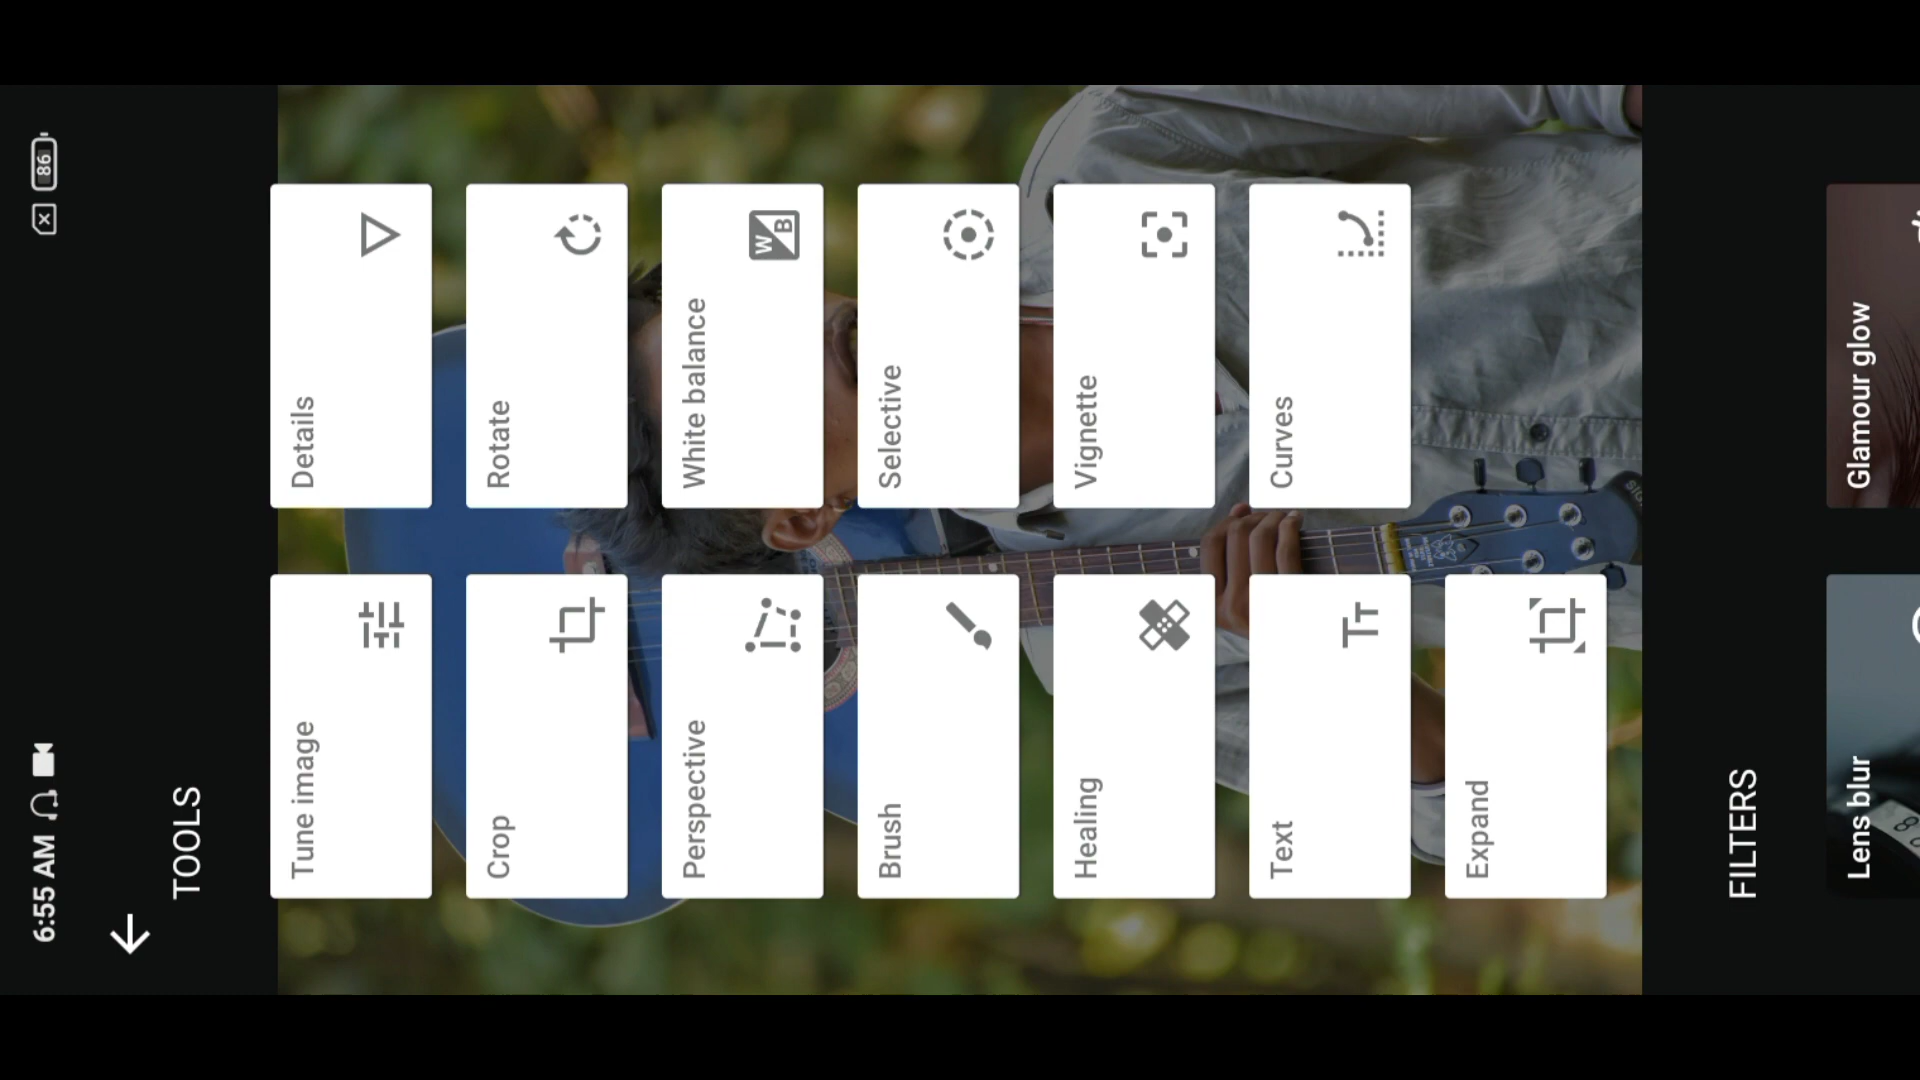 6:55 AM
86
TOOLS
Tune image
Details
Crop
Rotate
Perspective
White balance
WB
Brush
Selective
Healing
Vignette
Text
Tт
Curves
Expand
FILTERS
Lens blur
Glamour glow